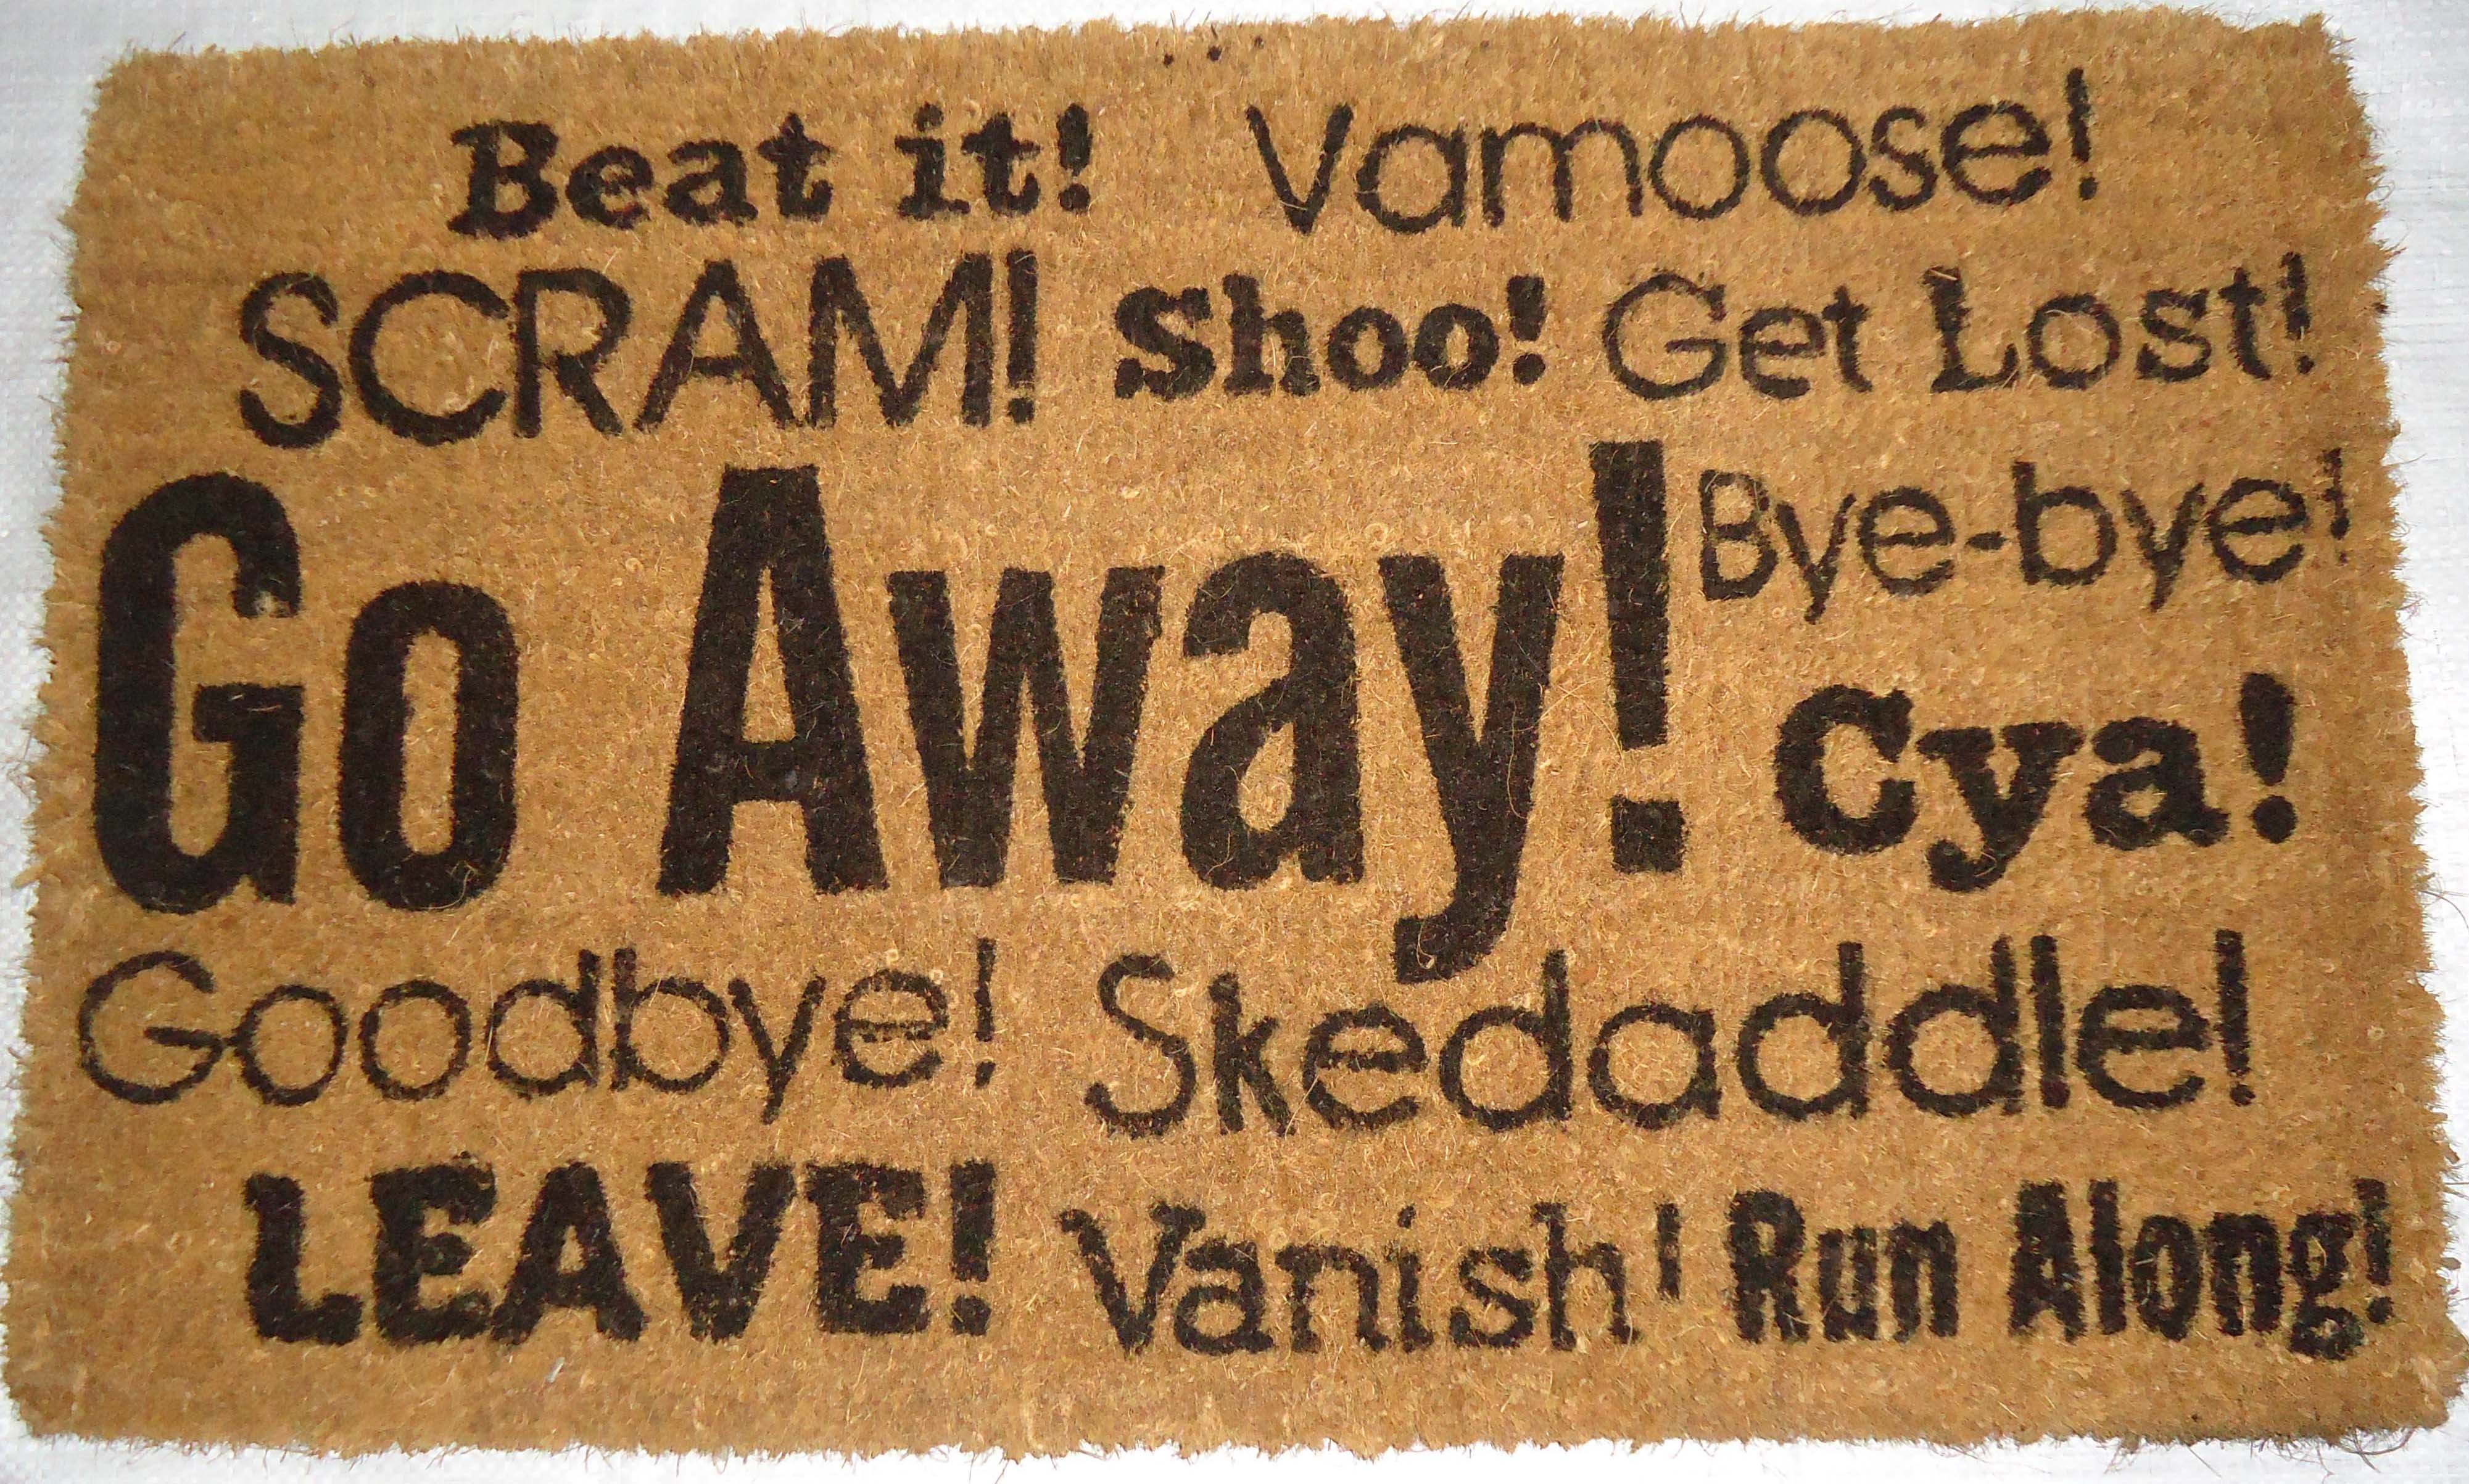 Beat it! Vamoose!
SCRAM! Shoo! Get Lost!
Go Away! Bye-bye!
Cya!
Goodbye! Skedaddle!
LEAVE! Vanish! Run Along!